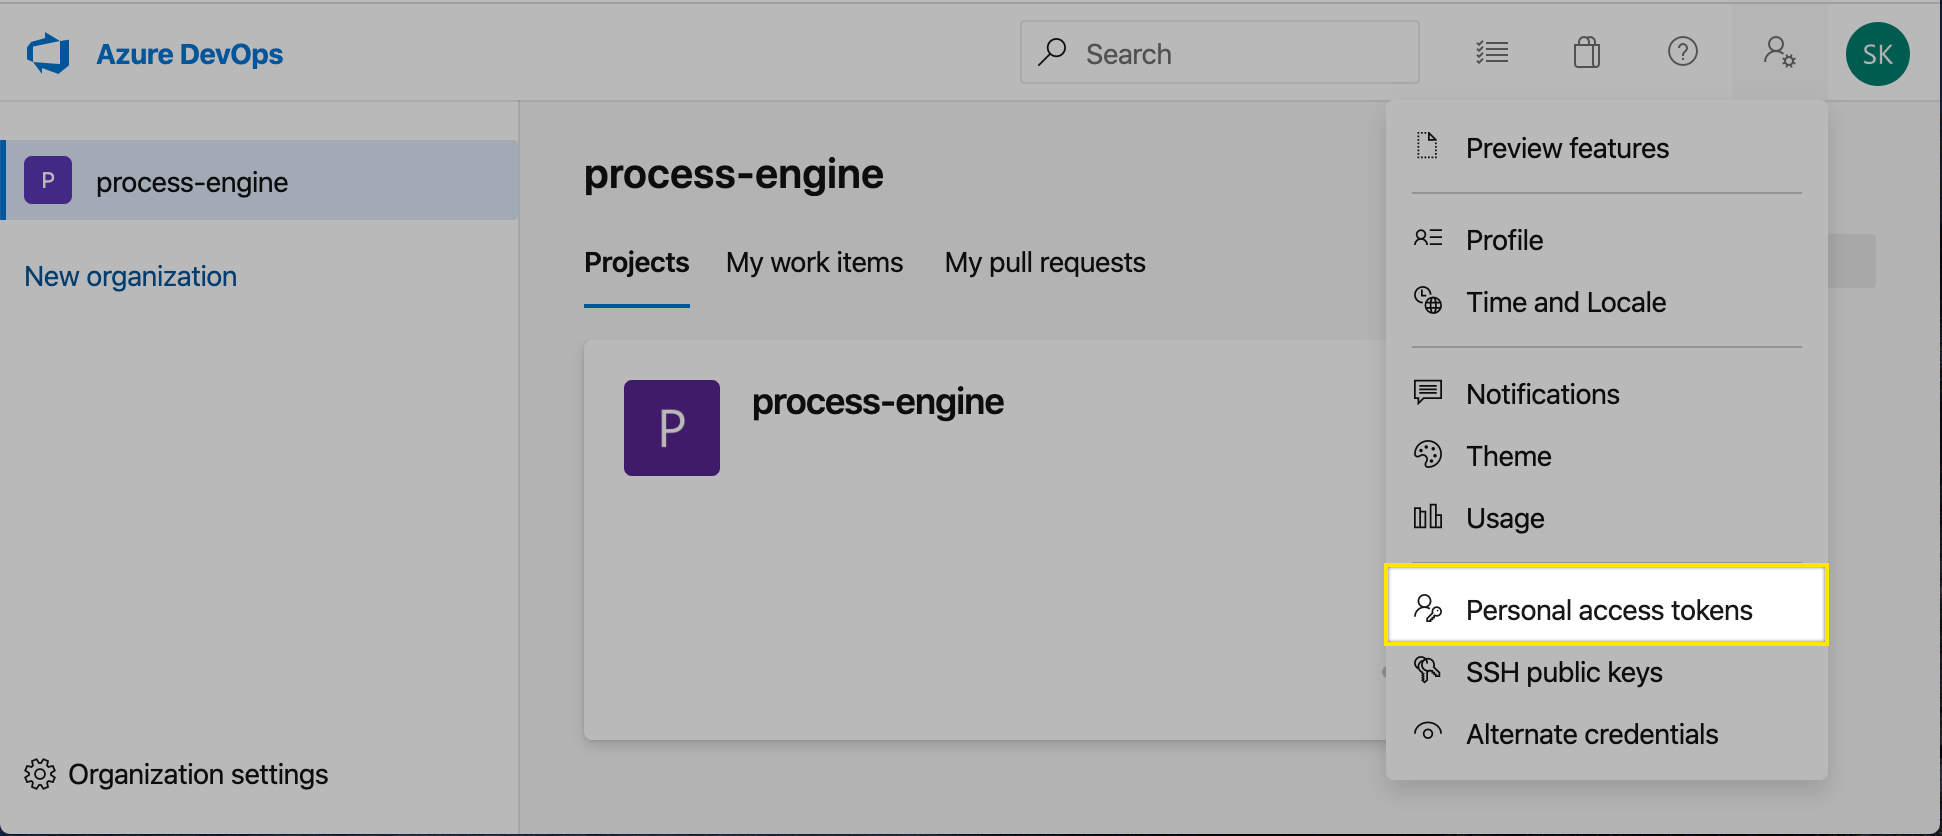 Azure DevOps
Search
SK
P
process-engine
New organization
Organization settings
process-engine
Projects
My work items
My pull requests
P
process-engine
Preview features
Profile
Time and Locale
Notifications
Theme
Usage
Personal access tokens
SSH public keys
Alternate credentials